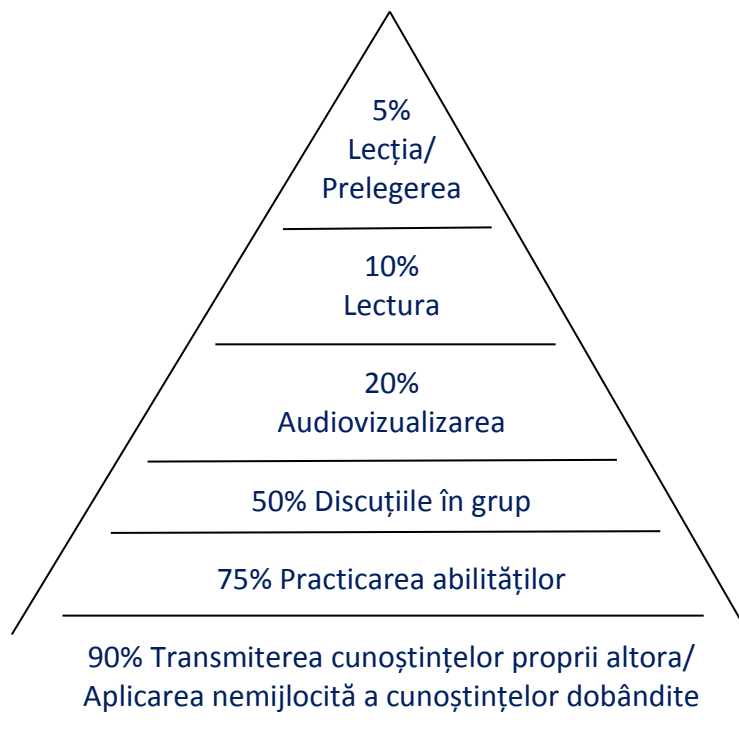 5%
Lecția/
Prelegerea
10%
Lectura
20%
Audiovizualizarea
50% Discuțiile în grup
75% Practicarea abilităților
90% Transmiterea cunoștințelor proprii altora/
Aplicarea nemijlocită a cunoștințelor dobândite